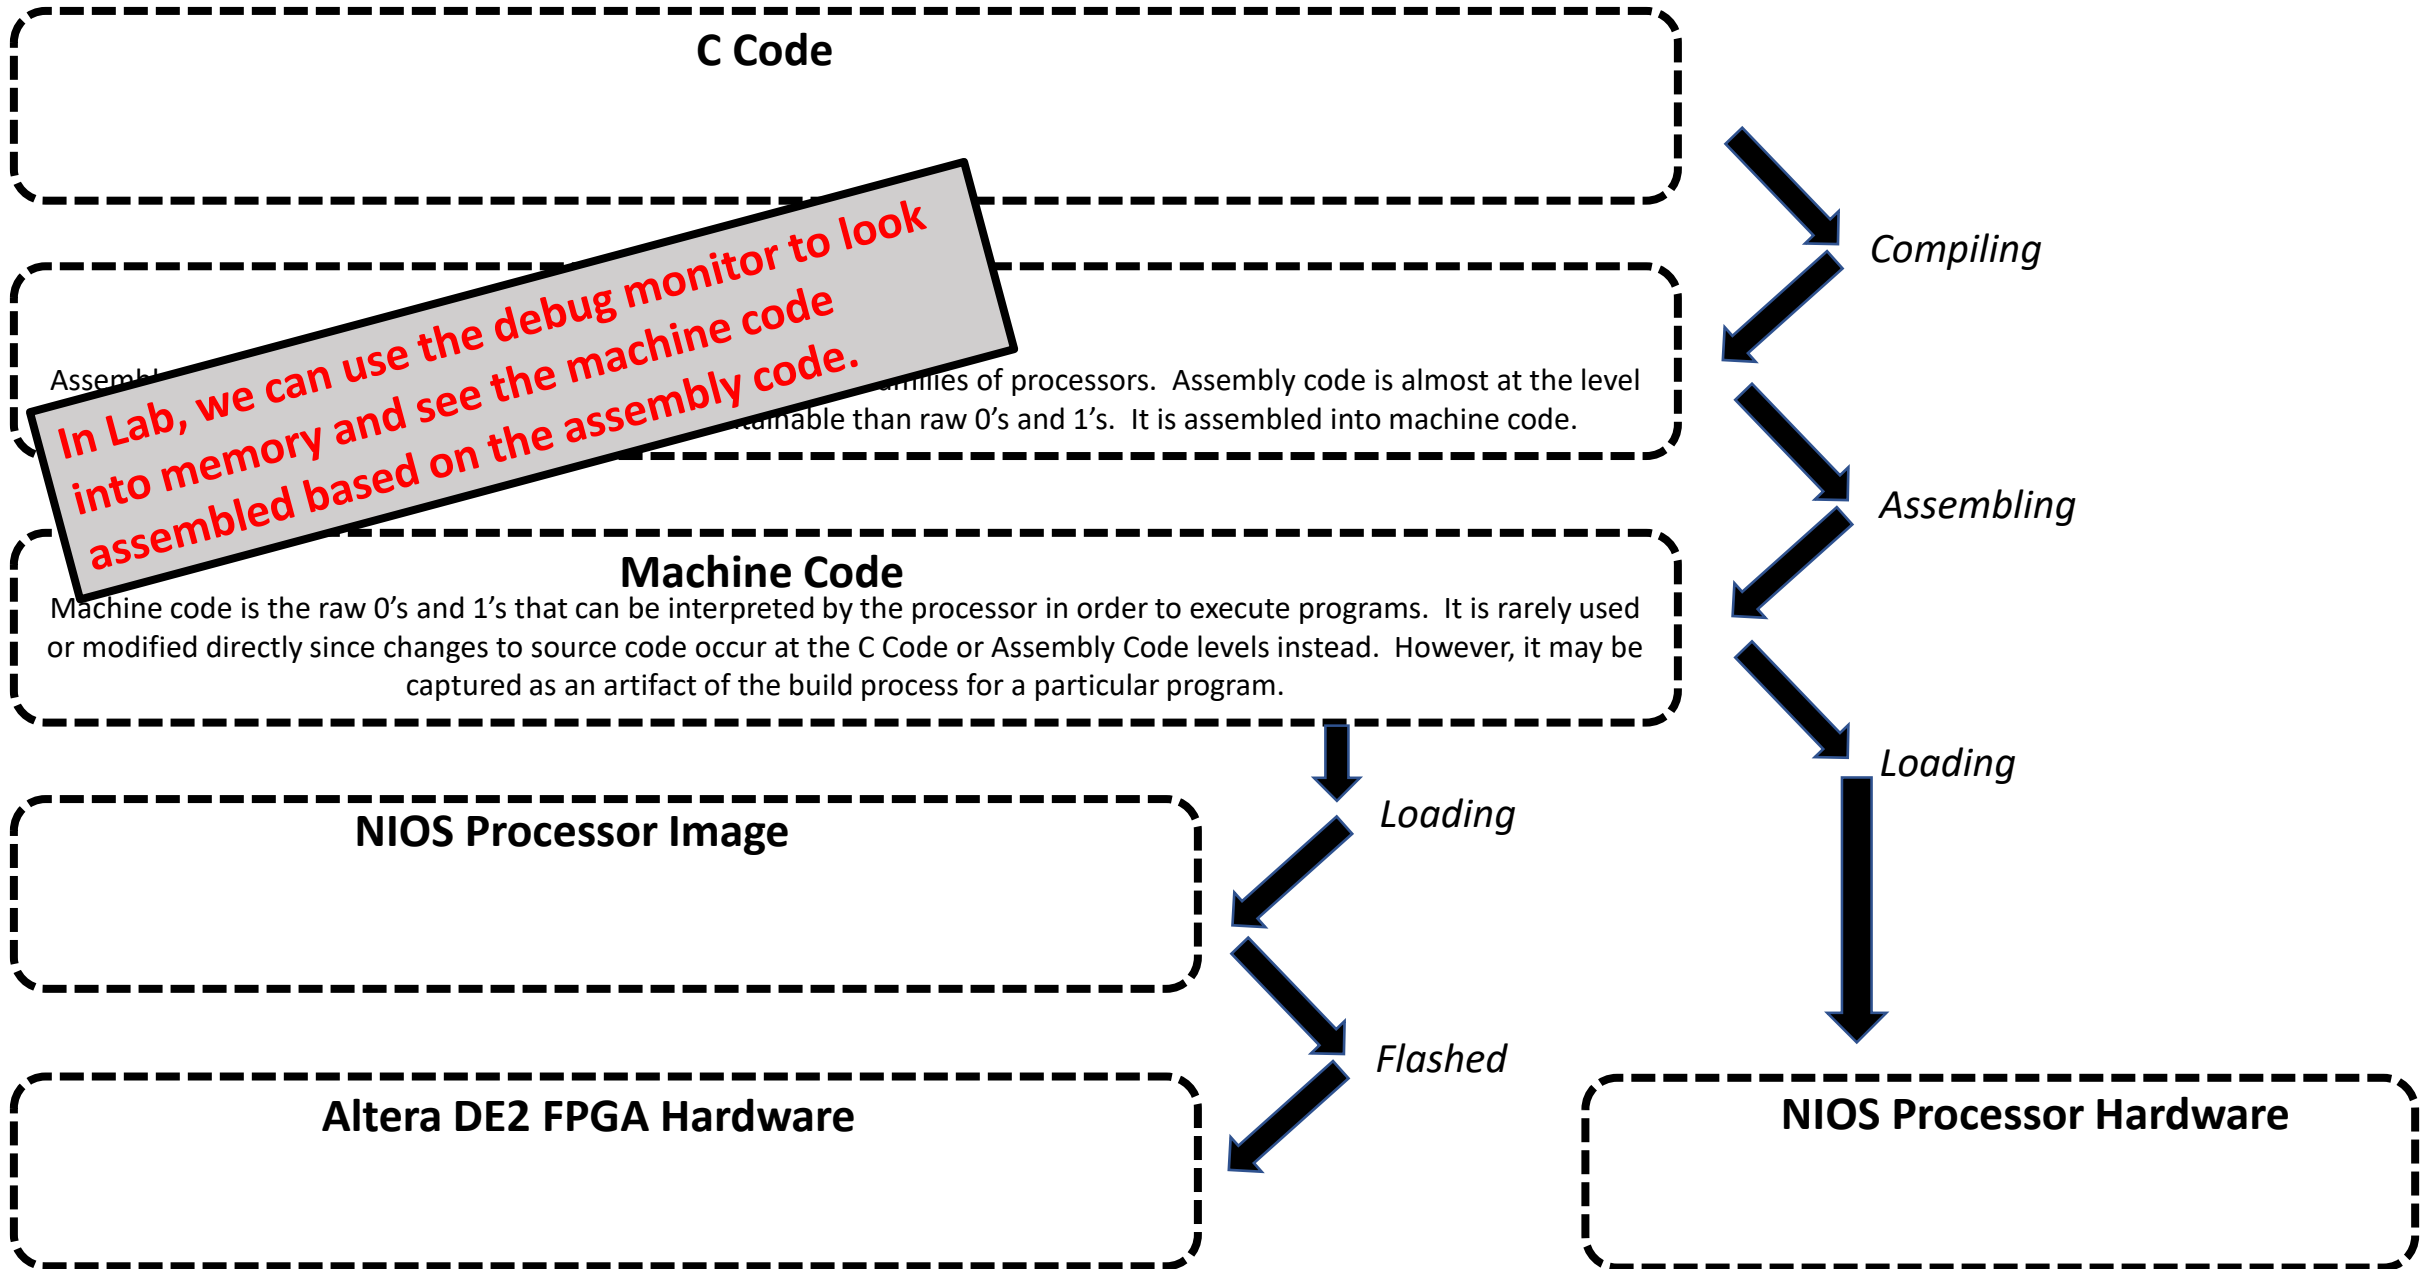 C Code
Compiling
In Lab, we can use the debug monitor to look
into memory and see the machine code
assembled based on the assembly code.
of processors.  Assembly code is almost at the level
than raw 0’s and 1’s.  It is assembled into machine code.
Assembling
Machine Code
Machine code is the raw 0’s and 1’s that can be interpreted by the processor in order to execute programs.  It is rarely used
or modified directly since changes to source code occur at the C Code or Assembly Code levels instead.  However, it may be
captured as an artifact of the build process for a particular program.
Loading
Loading
NIOS Processor Image
Flashed
Altera DE2 FPGA Hardware
NIOS Processor Hardware